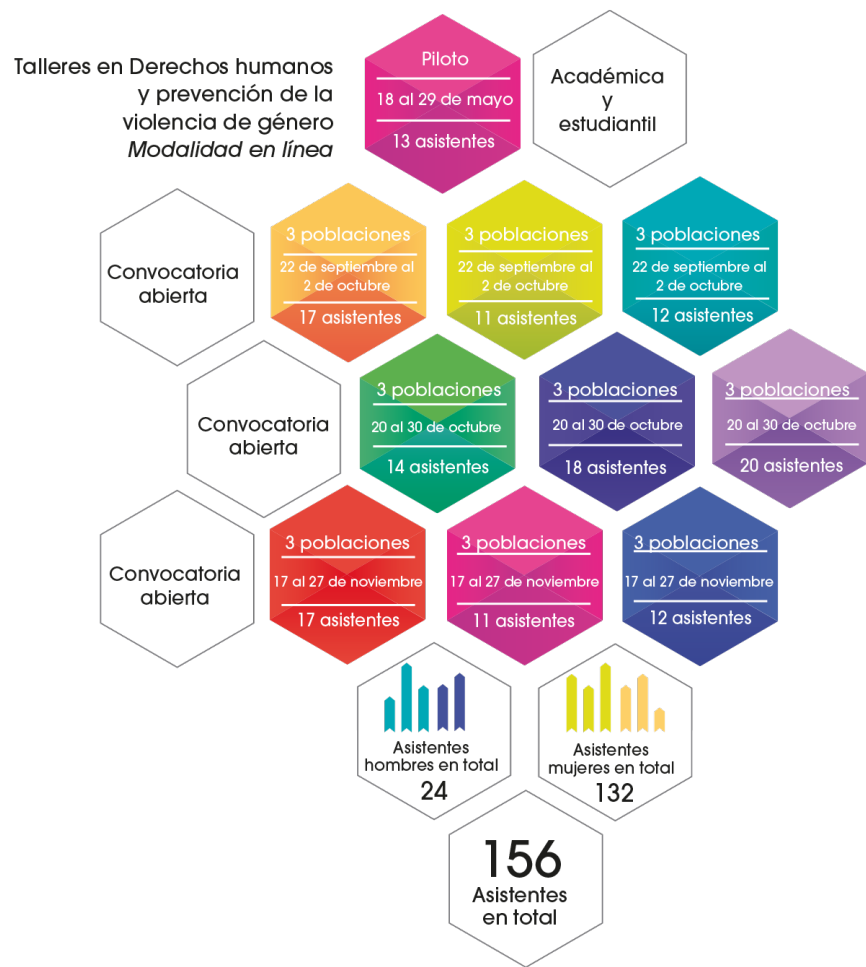 Talleres en Derechos humanos
y prevención de la
violencia de género
Modalidad en línea
Piloto
18 al 29 de mayo
13 asistentes
Académica
y
estudiantil
Convocatoria
abierta
3 poblaciones
22 de septiembre al
2 de octubre
17 asistentes
3 poblaciones
22 de septiembre al
2 de octubre
11 asistentes
3 poblaciones
22 de septiembre al
2 de octubre
12 asistentes
Convocatoria
abierta
3 poblaciones
20 al 30 de octubre
14 asistentes
3 poblaciones
20 al 30 de octubre
18 asistentes
3 poblaciones
20 al 30 de octubre
20 asistentes
Convocatoria
abierta
3 poblaciones
17 al 27 de noviembre
17 asistentes
3 poblaciones
17 al 27 de noviembre
11 asistentes
3 poblaciones
17 al 27 de noviembre
12 asistentes
Asistentes
hombres en total
24
Asistentes
mujeres en total
132
156
Asistentes
en total